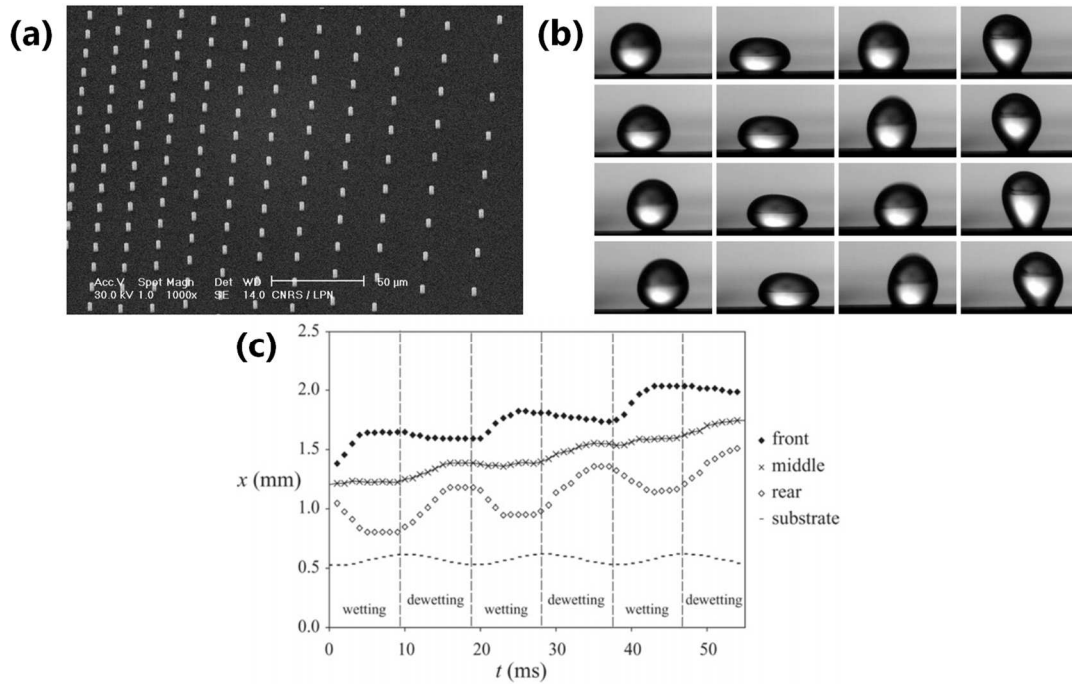 (a)
Acc.V Spot Magn Det WD 50 µm
30.0 kV 1.0 1000x SE 14.0 CNRS / LPN
(b)
(c)
2.5
2.0
1.5
x (mm)
1.0
0.5
0.0
wetting dewetting wetting dewetting wetting dewetting
0 10 20 30 40 50
t (ms)
front
middle
rear
substrate